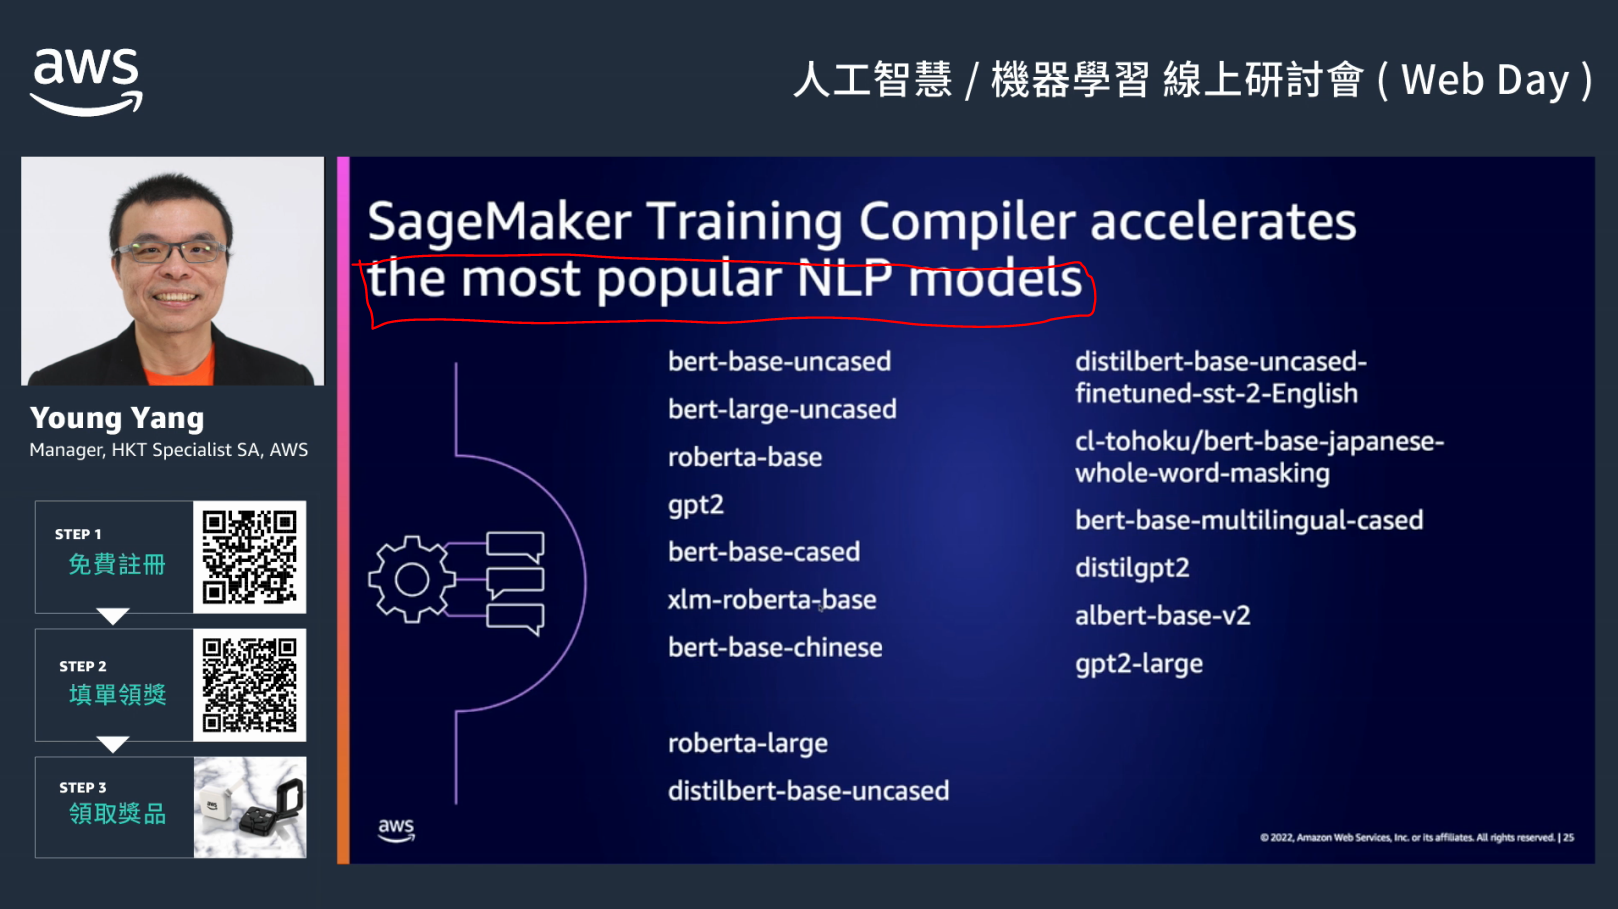 aws
人工智慧 / 機器學習 線上研討會 ( Web Day )
Young Yang
Manager, HKT Specialist SA, AWS
STEP 1
免費註冊
STEP 2
填單領獎
STEP 3
領取獎品
aws
SageMaker Training Compiler accelerates
the most popular NLP models
bert-base-uncased
bert-large-uncased
roberta-base
gpt2
bert-base-cased
xlm-roberta-base
bert-base-chinese
roberta-large
distilbert-base-uncased
distilbert-base-uncased-
finetuned-sst-2-English
cl-tohoku/bert-base-japanese-
whole-word-masking
bert-base-multilingual-cased
distilgpt2
albert-base-v2
gpt2-large
aws
© 2022, Amazon Web Services, Inc. or its affiliates. All rights reserved. | 25